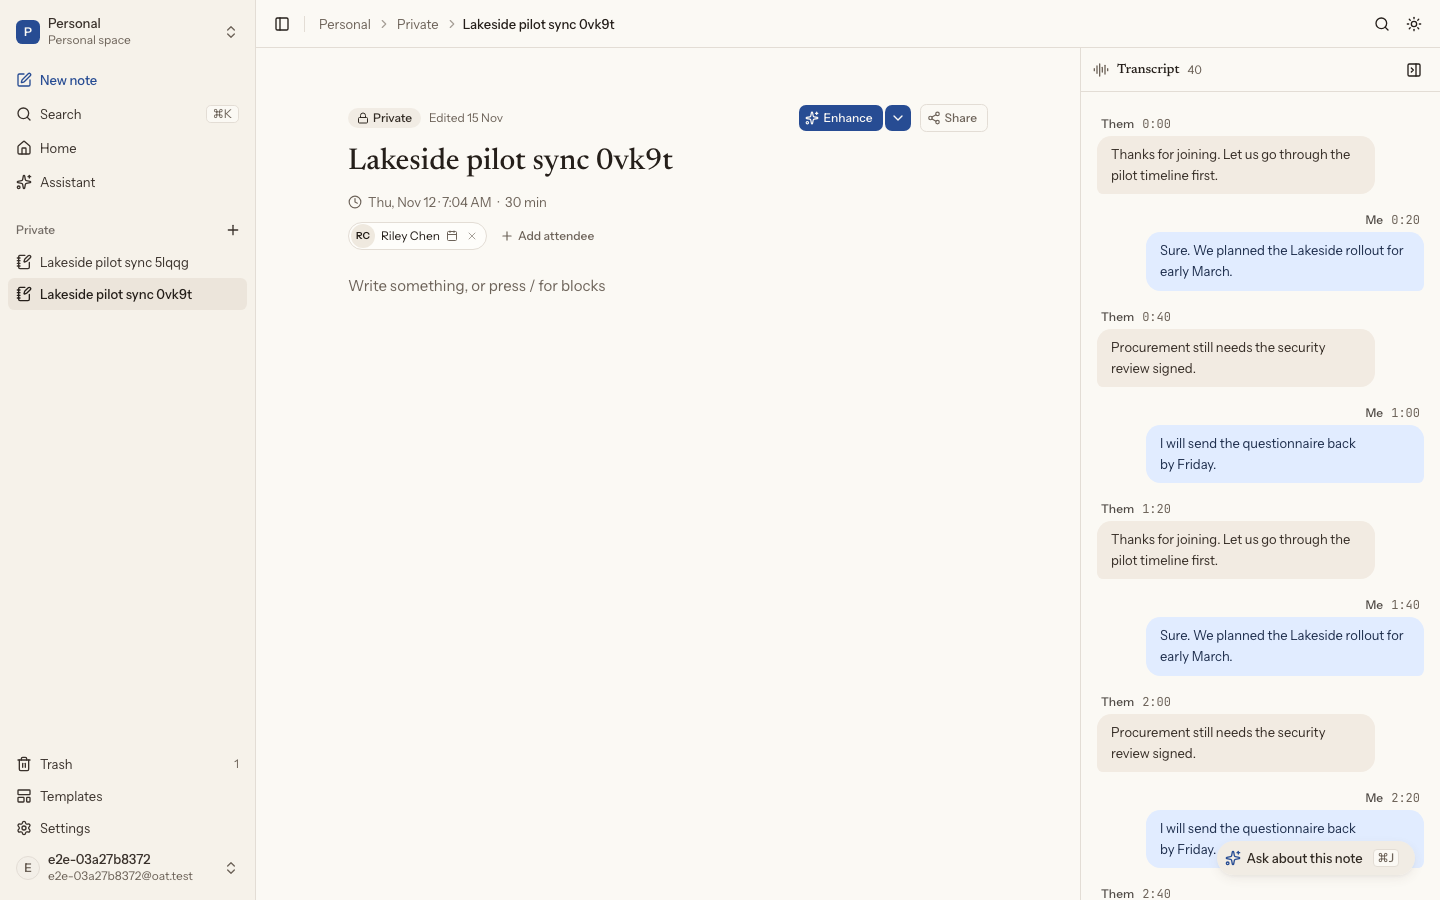 P
Personal
Personal space
New note
Search
⌘K
Home
Assistant
Private
Lakeside pilot sync 5lqqg
Lakeside pilot sync 0vk9t
Trash
1
Templates
Settings
E
e2e-03a27b8372
e2e-03a27b8372@oat.test
Personal
Private
Lakeside pilot sync 0vk9t
Private
Edited 15 Nov
Enhance
Share
Lakeside pilot sync 0vk9t
Thu, Nov 12 · 7:04 AM · 30 min
RC
Riley Chen
Add attendee
Write something, or press / for blocks
Transcript 40
Them 0:00
Thanks for joining. Let us go through the
pilot timeline first.
Me 0:20
Sure. We planned the Lakeside rollout for
early March.
Them 0:40
Procurement still needs the security
review signed.
Me 1:00
I will send the questionnaire back
by Friday.
Them 1:20
Thanks for joining. Let us go through the
pilot timeline first.
Me 1:40
Sure. We planned the Lakeside rollout for
early March.
Them 2:00
Procurement still needs the security
review signed.
Me 2:20
I will send the questionnaire back
by Friday.
Ask about this note ⌘J
Them 2:40